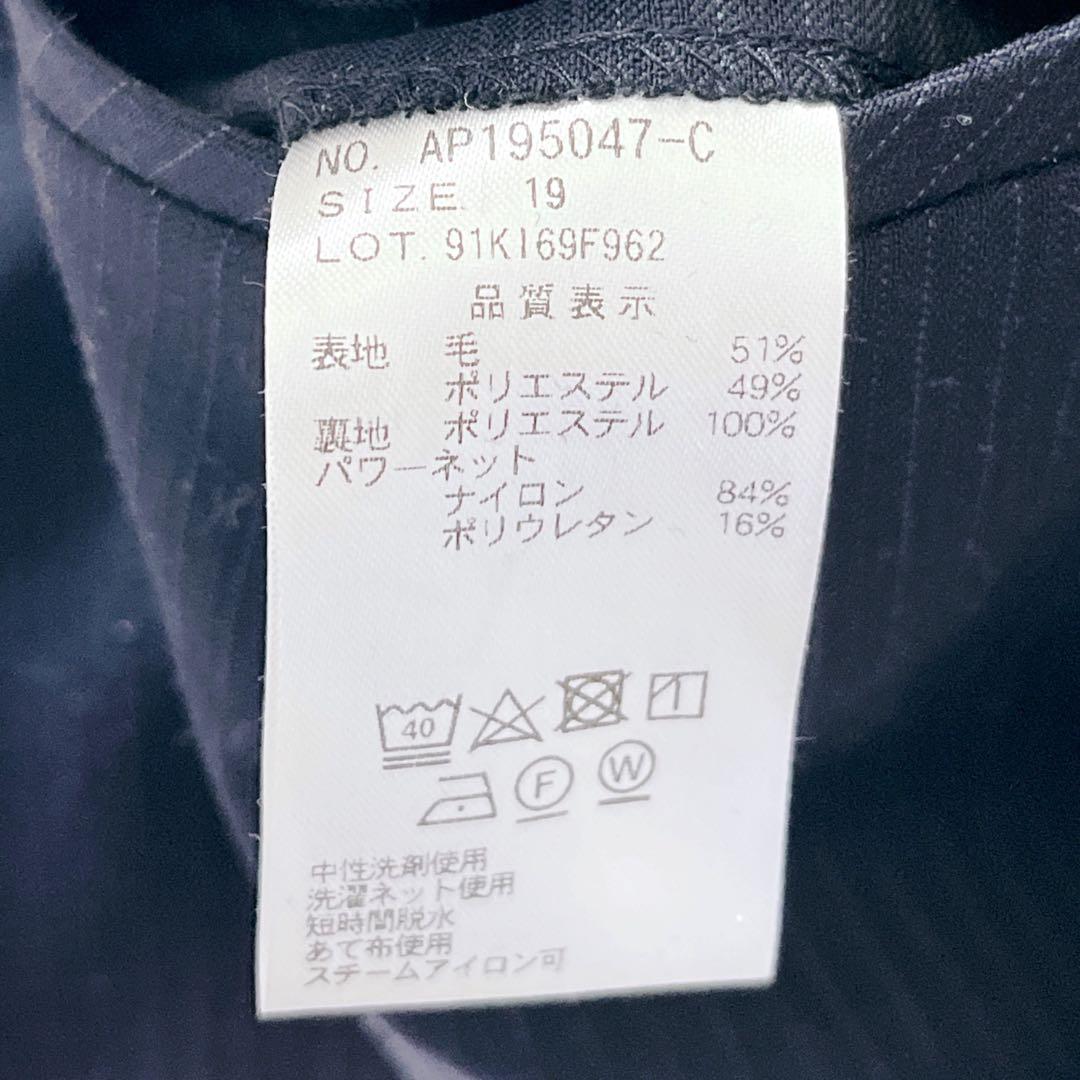 NO. AP195047-C
SIZE. 19
LOT. 91KI69F962
品質表示
表地 毛 51%
ポリエステル 49%
裏地 ポリエステル 100%
パワーネット
ナイロン 84%
ポリウレタン 16%
40
F W
中性洗剤使用
洗濯ネット使用
短時間脱水
あて布使用
スチームアイロン可